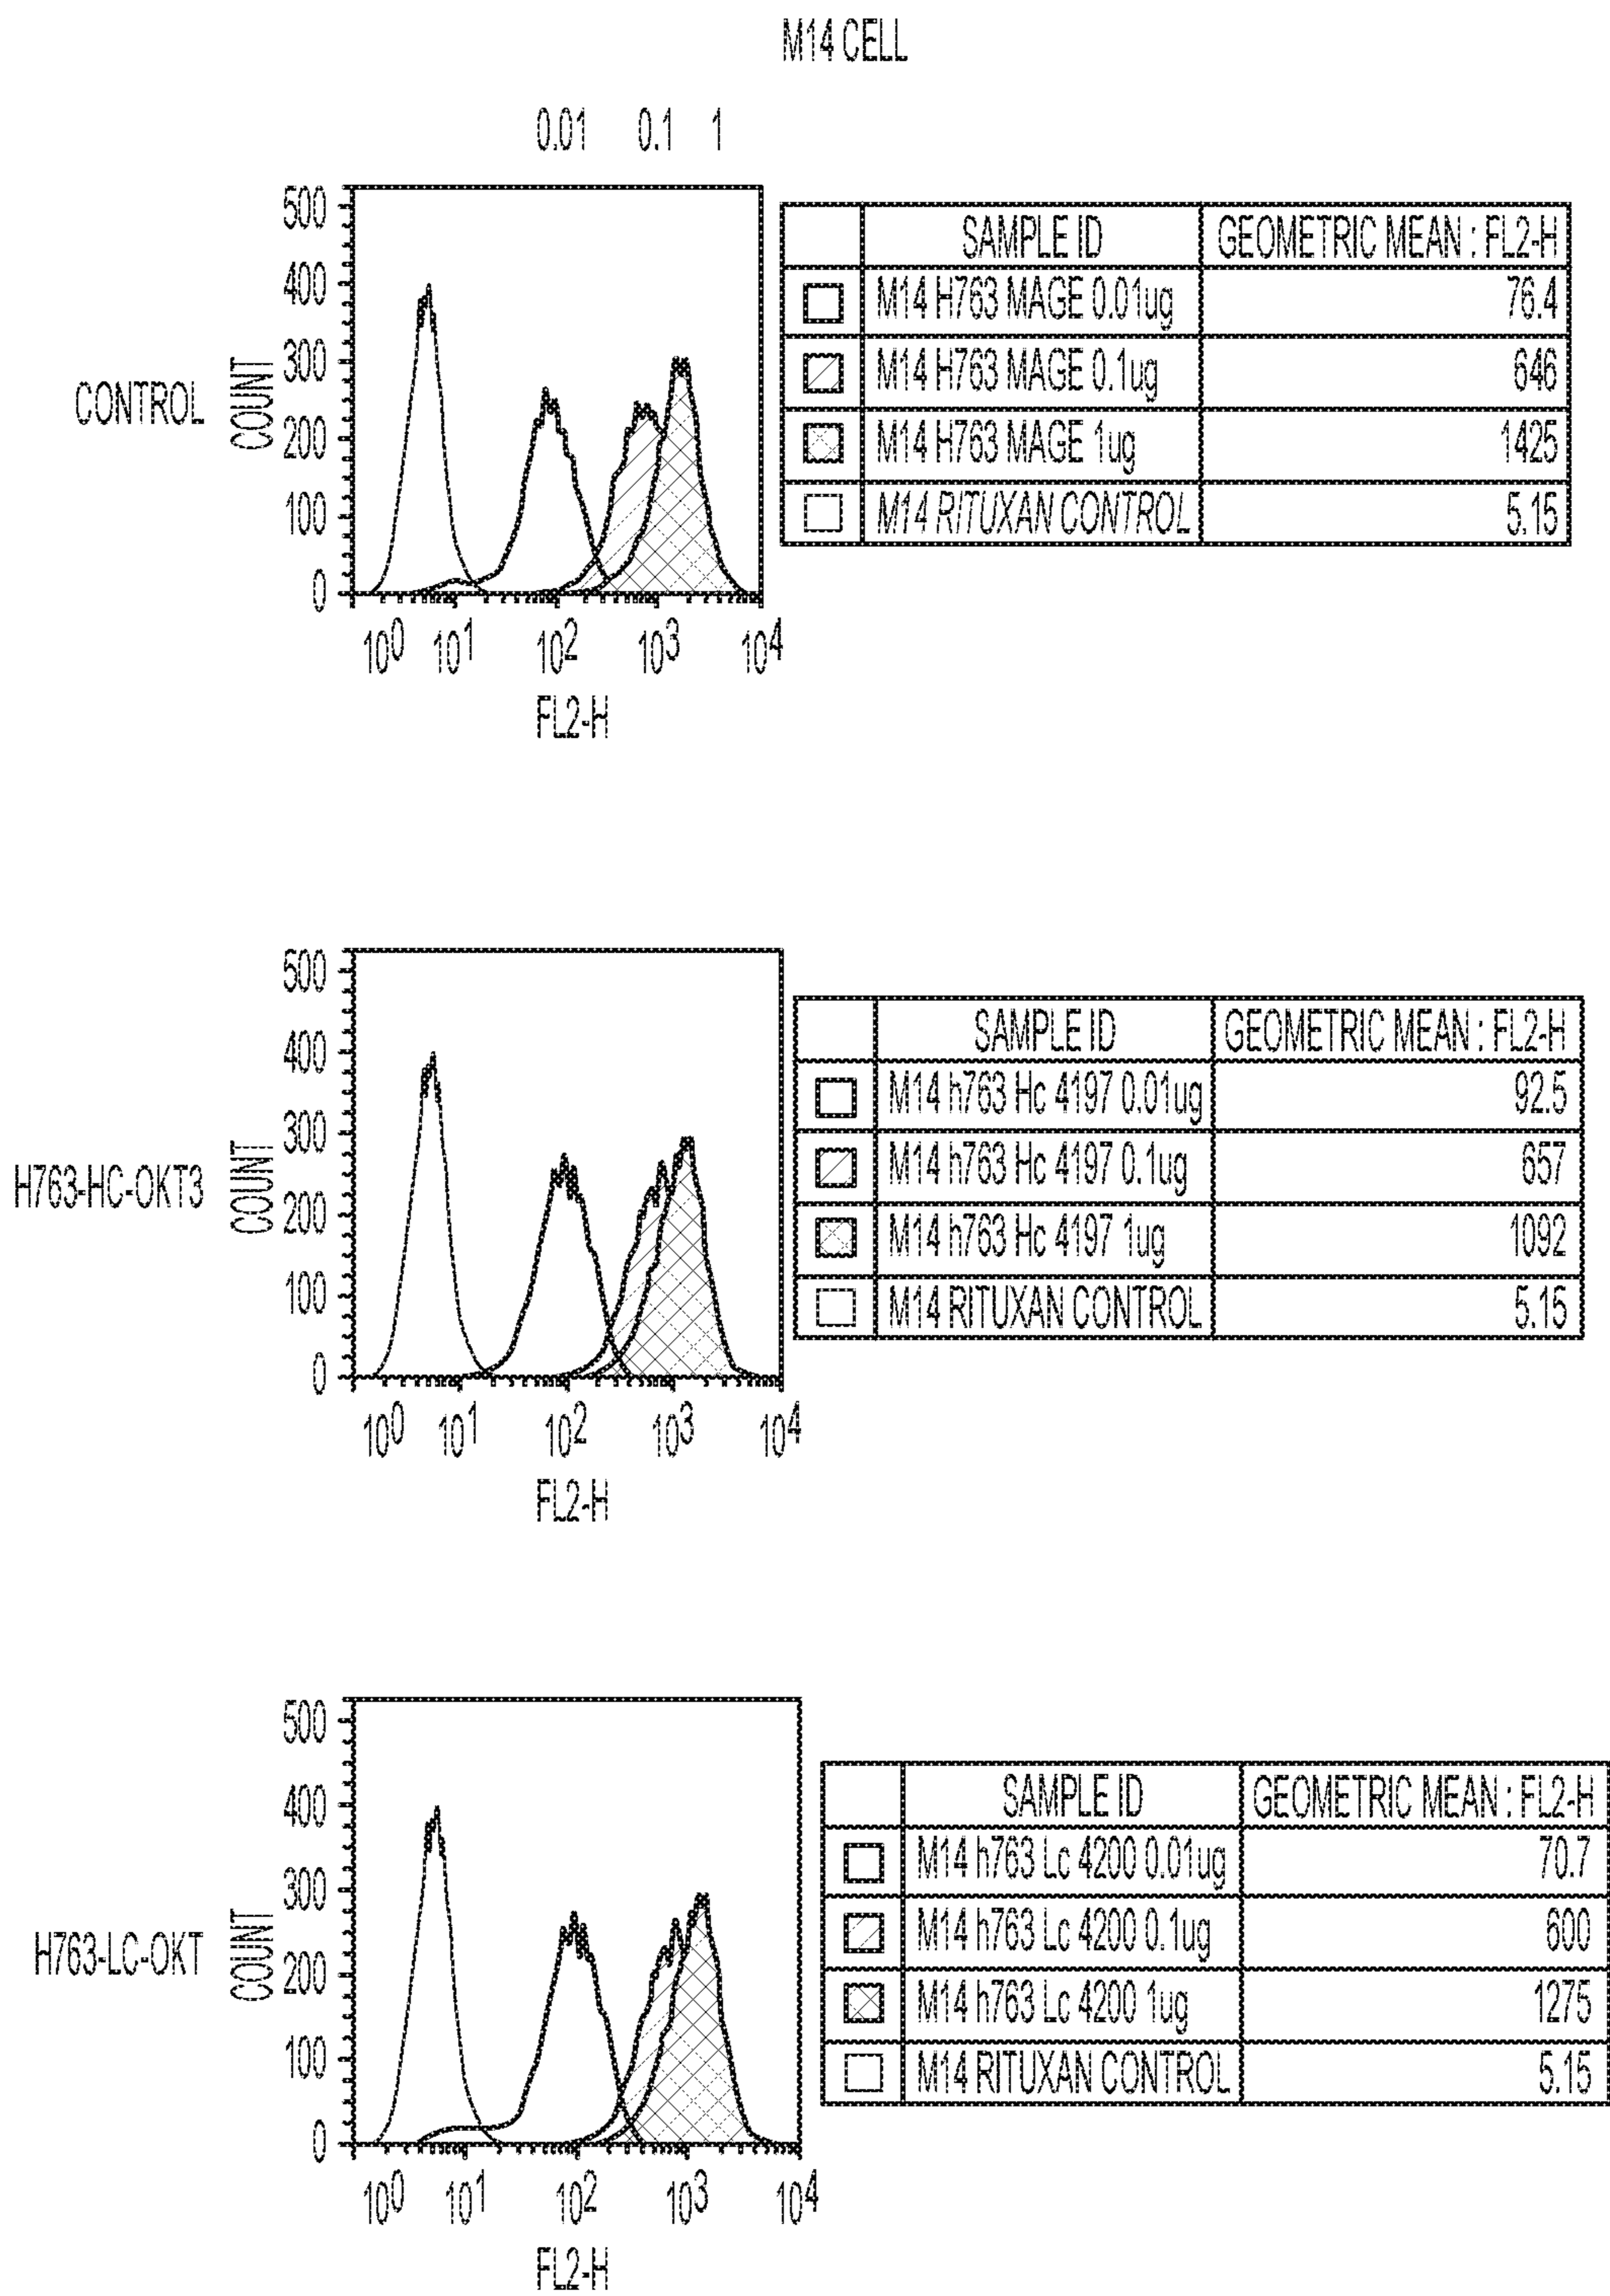 M14 CELL
0.01 0.1 1
CONTROL
COUNT
500
400
300
200
100
0
10^0 10^1 10^2 10^3 10^4
FL2-H
SAMPLE ID GEOMETRIC MEAN : FL2-H
M14 H763 MAGE 0.01ug 76.4
M14 H763 MAGE 0.1ug 646
M14 H763 MAGE 1ug 1425
M14 RITUXAN CONTROL 5.15
H763-HC-OKT3
COUNT
500
400
300
200
100
0
10^0 10^1 10^2 10^3 10^4
FL2-H
SAMPLE ID GEOMETRIC MEAN : FL2-H
M14 h763 Hc 4197 0.01ug 92.5
M14 h763 Hc 4197 0.1ug 657
M14 h763 Hc 4197 1ug 1092
M14 RITUXAN CONTROL 5.15
H763-LC-OKT
COUNT
500
400
300
200
100
0
10^0 10^1 10^2 10^3 10^4
FL2-H
SAMPLE ID GEOMETRIC MEAN : FL2-H
M14 h763 Lc 4200 0.01ug 70.7
M14 h763 Lc 4200 0.1ug 600
M14 h763 Lc 4200 1ug 1275
M14 RITUXAN CONTROL 5.15